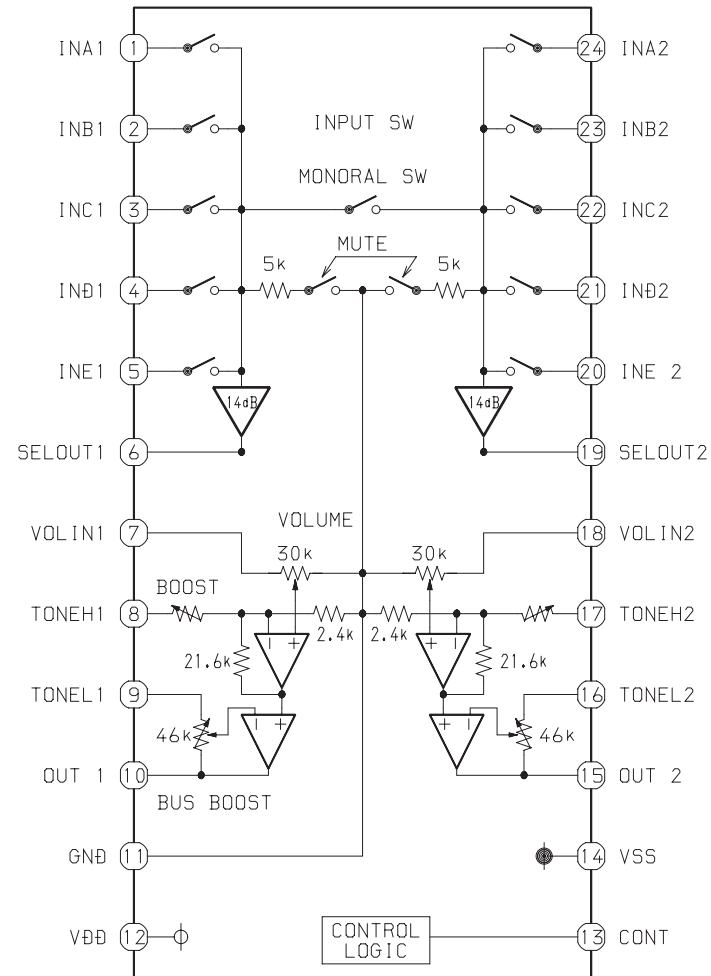 INA1 1 24 INA2
INB1 2 INPUT SW 23 INB2
MONORAL SW
INC1 3 22 INC2
MUTE
5k 5k
INĐ1 4 21 INĐ2
INE1 5 20 INE 2
14dB 14dB
SELOUT1 6 19 SELOUT2
VOLUME
VOLIN1 7 18 VOLIN2
30k 30k
BOOST
TONEH1 8 17 TONEH2
2.4k 2.4k
− + + −
21.6k 21.6k
TONEL1 9 16 TONEL2
− + + −
46k 46k
OUT 1 10 15 OUT 2
BUS BOOST
GNĐ 11 14 VSS
VĐĐ 12 CONTROL LOGIC 13 CONT